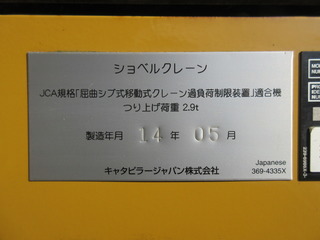 ショベルクレーン
JCA規格「屈曲ジブ式移動式クレーン過負荷制限装置」適合機
つり上げ荷重 2.9t
製造年月 14 年 05 月
キャタピラージャパン株式会社
Japanese
369-4335X